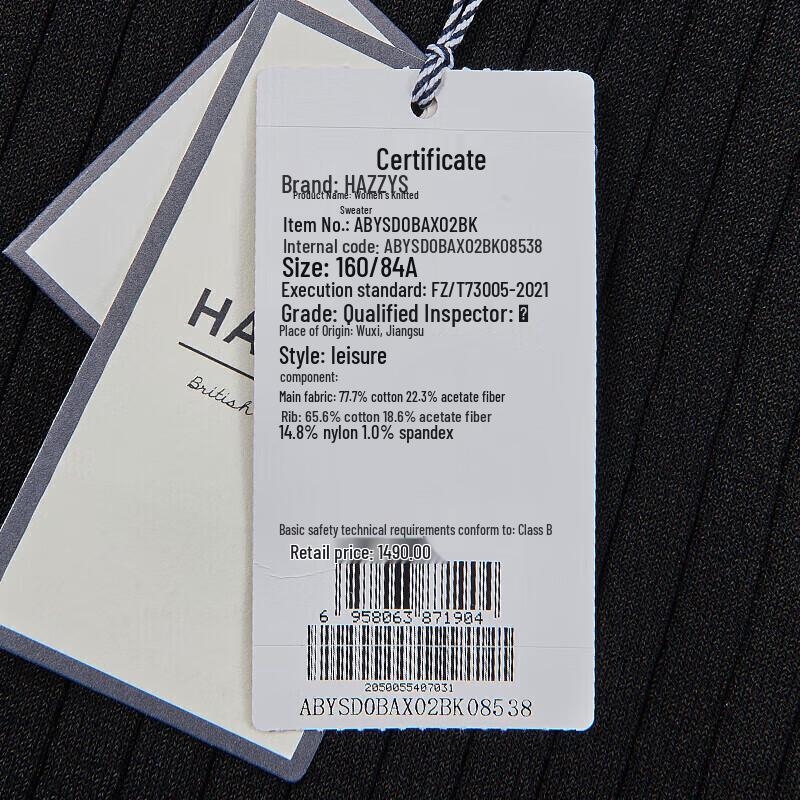 Certificate
Brand: HAZZYS
Product Name: Women's Knitted
Sweater
Item No.: ABYSD0BAX02BK
Internal code: ABYSD0BAX02BK08538
Size: 160/84A
Execution standard: FZ/T73005-2021
Grade: Qualified Inspector:
Place of Origin: Wuxi, Jiangsu
Style: leisure
component:
Main fabric: 77.7% cotton 22.3% acetate fiber
Rib: 65.6% cotton 18.6% acetate fiber
14.8% nylon 1.0% spandex
Basic safety technical requirements conform to: Class B
Retail price: 1490.00
6 958063 871904
2050055407031
ABYSD0BAX02BK08538
HA
British